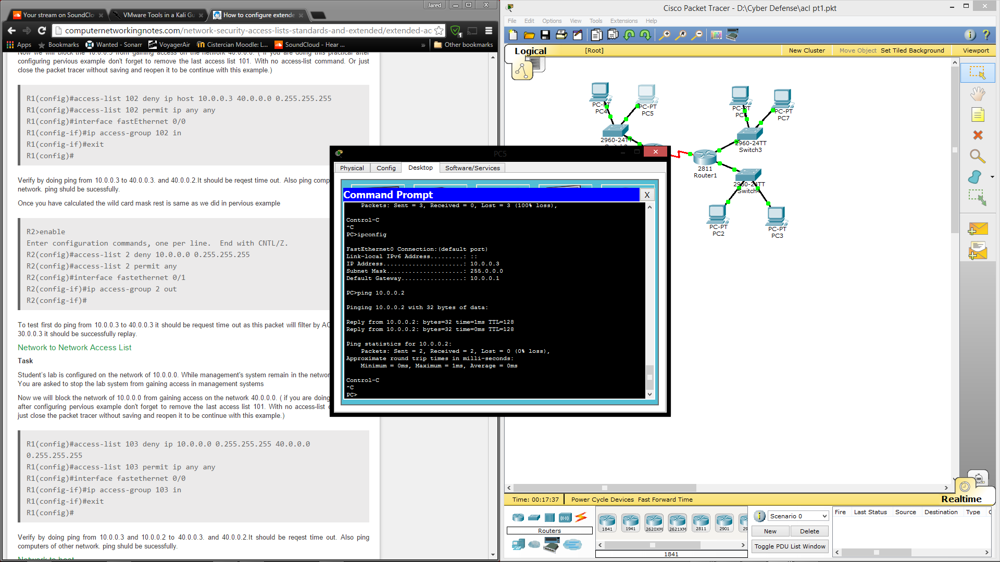 Jared
Your stream on SoundClo
VMware Tools in a Kali Gu
How to configure extende
computernetworkingnotes.com/network-security-access-lists-standards-and-extended/extended-ac
Apps
Bookmarks
Wanted - Sonarr
VoyagerAir
Cistercian Moodle: L...
SoundCloud - Hear ...
»
Other bookmarks
Now we will block the 10.0.0.3 from gaining access on the network 40.0.0.0. ( if you are doing this practical after
configuring pervious example don't forget to remove the last access list 101. With no access-list command. Or just
close the packet tracer without saving and reopen it to be continue with this example.)
R1(config)#access-list 102 deny ip host 10.0.0.3 40.0.0.0 0.255.255.255
R1(config)#access-list 102 permit ip any any
R1(config)#interface fastEthernet 0/0
R1(config-if)#ip access-group 102 in
R1(config-if)#exit
R1(config)#
Verify by doing ping from 10.0.0.3 to 40.0.0.3. and 40.0.0.2.It should be reqest time out. Also ping comp
network. ping shuld be sucessfully.
Once you have calculated the wild card mask rest is same as we did in pervious example
R2>enable
Enter configuration commands, one per line.  End with CNTL/Z.
R2(config)#access-list 2 deny 10.0.0.0 0.255.255.255
R2(config)#access-list 2 permit any
R2(config)#interface fastethernet 0/1
R2(config-if)#ip access-group 2 out
R2(config-if)#
To test first do ping from 10.0.0.3 to 40.0.0.3 it should be request time out as this packet will filter by AC
30.0.0.3 it should be successfully replay.
Network to Network Access List
Task
Student's lab is configured on the network of 10.0.0.0. While management's system remain in the networ
You are asked to stop the lab system from gaining access in management systems
Now we will block the network of 10.0.0.0 from gaining access on the network 40.0.0.0. ( if you are doing
after configuring pervious example don't forget to remove the last access list 101. With no access-list c
just close the packet tracer without saving and reopen it to be continue with this example.)
R1(config)#access-list 103 deny ip 10.0.0.0 0.255.255.255 40.0.0.0
0.255.255.255
R1(config)#access-list 103 permit ip any any
R1(config)#interface fastethernet 0/0
R1(config-if)#ip access-group 103 in
R1(config-if)#exit
R1(config)#
Verify by doing ping from 10.0.0.3 and 10.0.0.2 to 40.0.0.3. and 40.0.0.2.It should be reqest time out. Also ping
computers of other network. ping shuld be sucessfully.
Network to host
PC5
Physical
Config
Desktop
Software/Services
Command Prompt
X
Packets: Sent = 3, Received = 0, Lost = 3 (100% loss),
Control-C
^C
PC>ipconfig
FastEthernet0 Connection:(default port)
Link-local IPv6 Address.........: ::
IP Address......................: 10.0.0.3
Subnet Mask.....................: 255.0.0.0
Default Gateway.................: 10.0.0.1
PC>ping 10.0.0.2
Pinging 10.0.0.2 with 32 bytes of data:
Reply from 10.0.0.2: bytes=32 time=1ms TTL=128
Reply from 10.0.0.2: bytes=32 time=0ms TTL=128
Ping statistics for 10.0.0.2:
Packets: Sent = 2, Received = 2, Lost = 0 (0% loss),
Approximate round trip times in milli-seconds:
Minimum = 0ms, Maximum = 1ms, Average = 0ms
Control-C
^C
PC>
Cisco Packet Tracer - D:\Cyber Defense\acl pt1.pkt
File
Edit
Options
View
Tools
Extensions
Help
Logical
[Root]
New Cluster
Move Object
Set Tiled Background
Viewport
PC-PT
PC4
PC-PT
PC5
PC-PT
PC-PT
PC7
2960-24TT
2960-24TT
Switch3
2811
Router1
2960-24TT
PC-PT
PC2
PC-PT
PC3
Time: 00:17:37
Power Cycle Devices
Fast Forward Time
Realtime
Routers
1841
1941
2620XM
2621XM
2811
2901
29
1841
Scenario 0
New
Delete
Toggle PDU List Window
Fire
Last Status
Source
Destination
Type